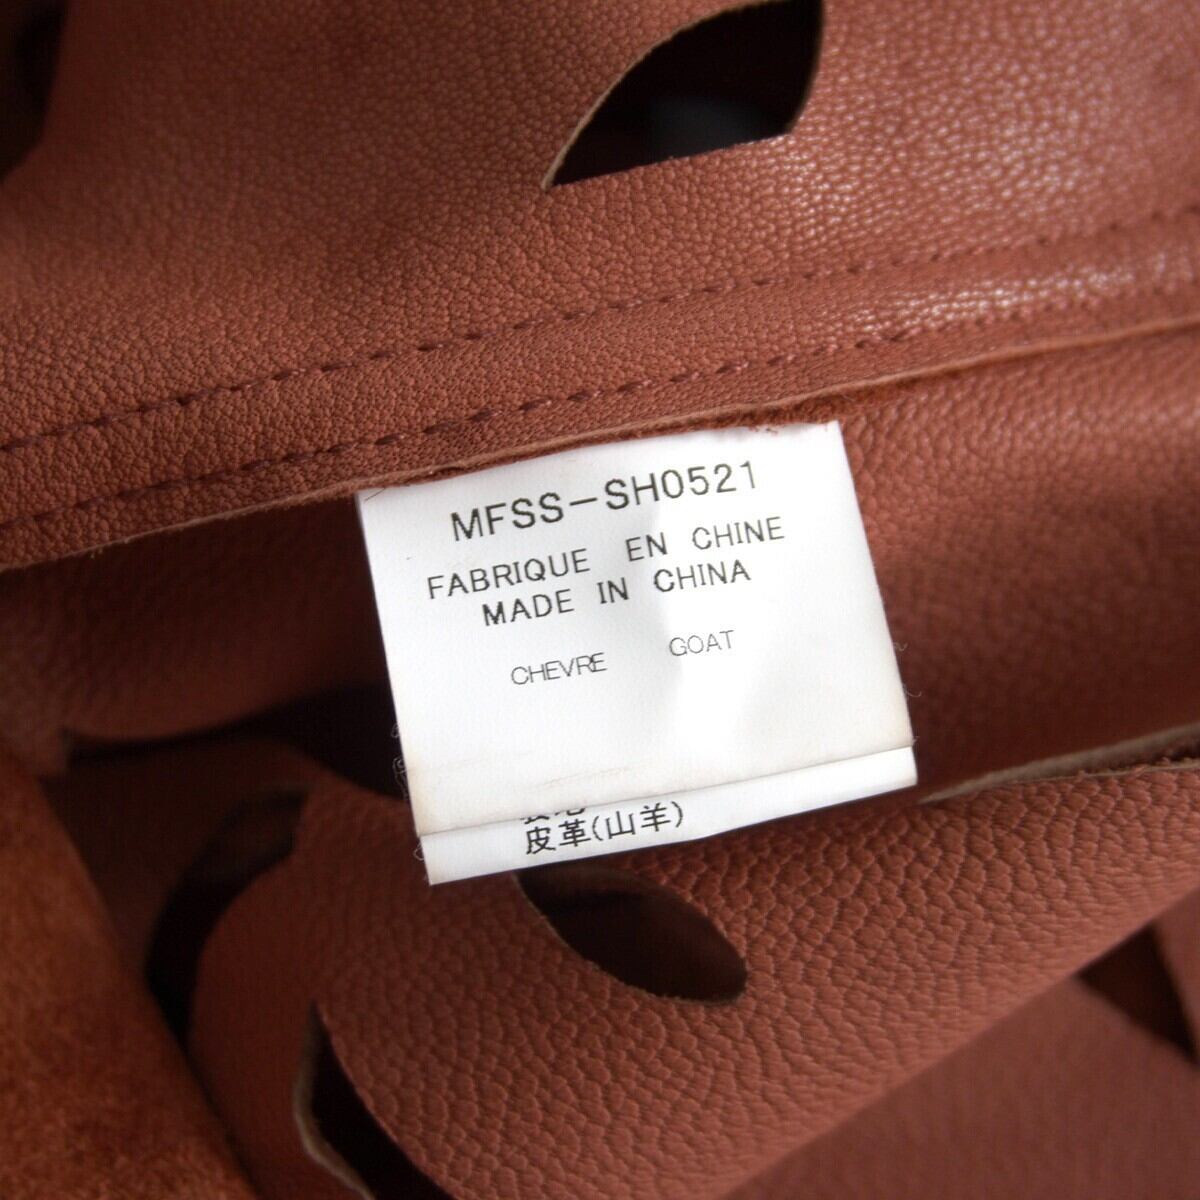 MFSS-SH0521
FABRIQUE EN CHINE
MADE IN CHINA
CHEVRE GOAT
皮革(山羊)